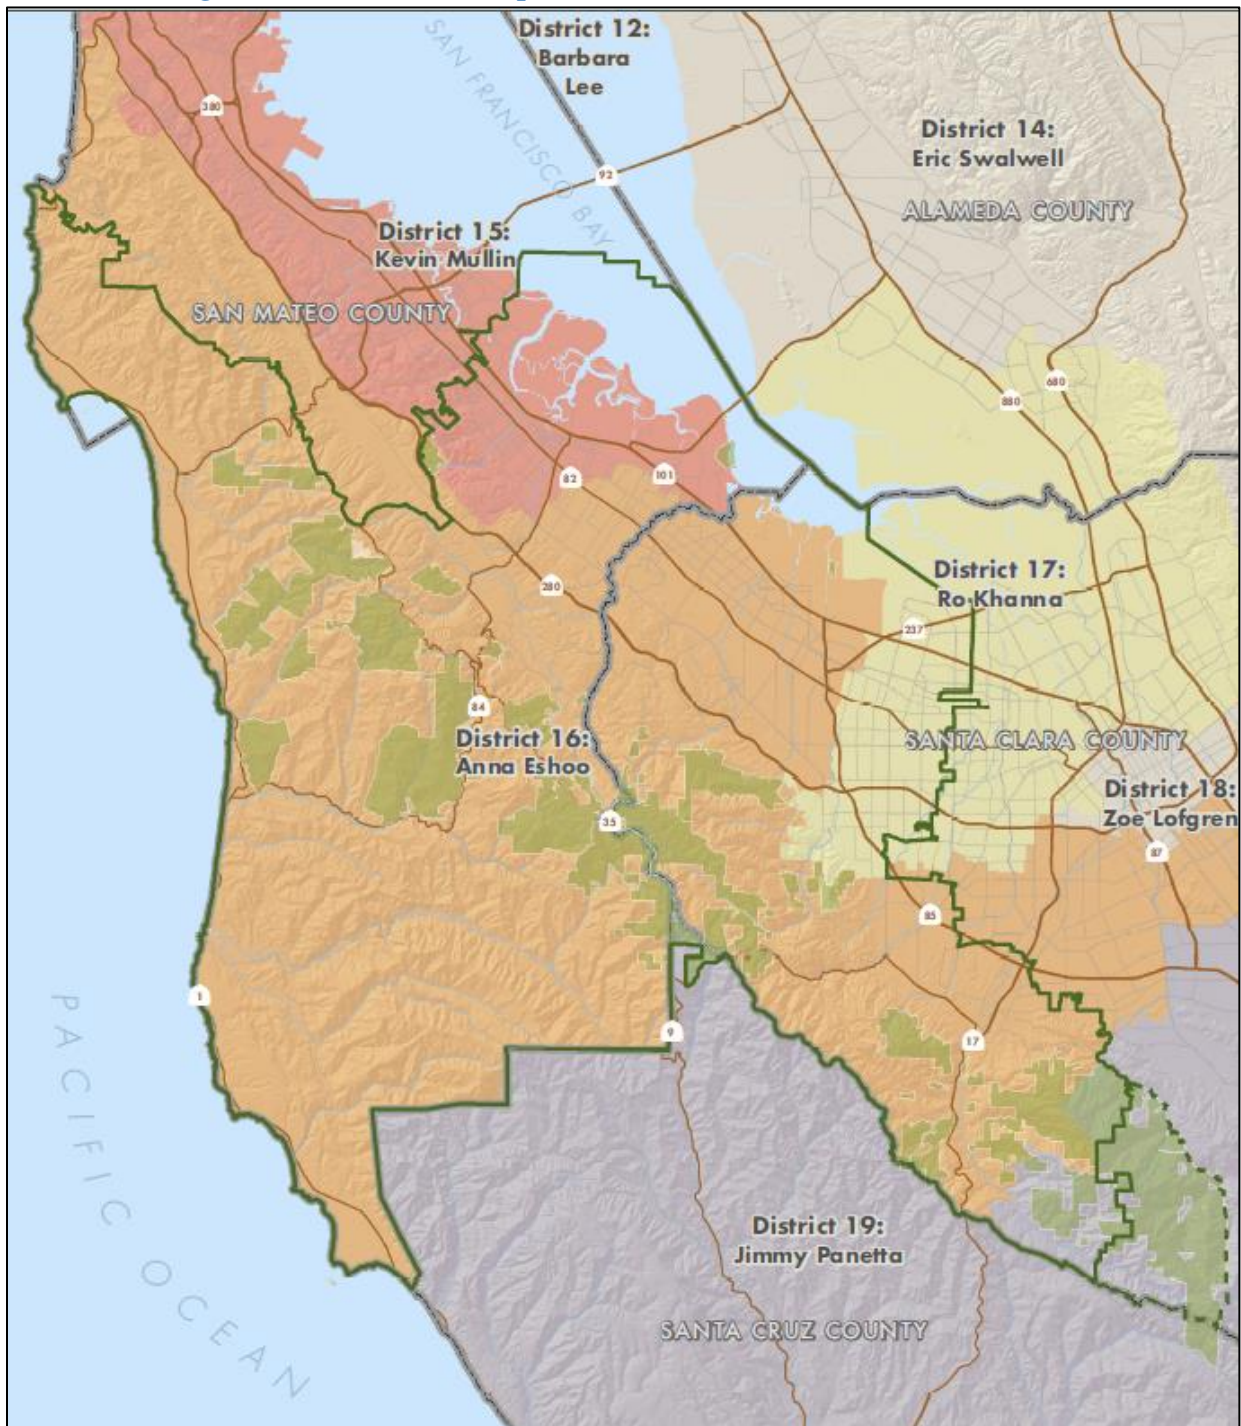 District 12:
Barbara
Lee
SAN FRANCISCO BAY
380
District 14:
Eric Swalwell
92
ALAMEDA COUNTY
District 15:
Kevin Mullin
SAN MATEO COUNTY
680
880
82
101
District 17:
Ro Khanna
280
237
84
District 16:
Anna Eshoo
SANTA CLARA COUNTY
District 18:
Zoe Lofgren
35
87
85
1
PACIFIC OCEAN
9
17
District 19:
Jimmy Panetta
SANTA CRUZ COUNTY